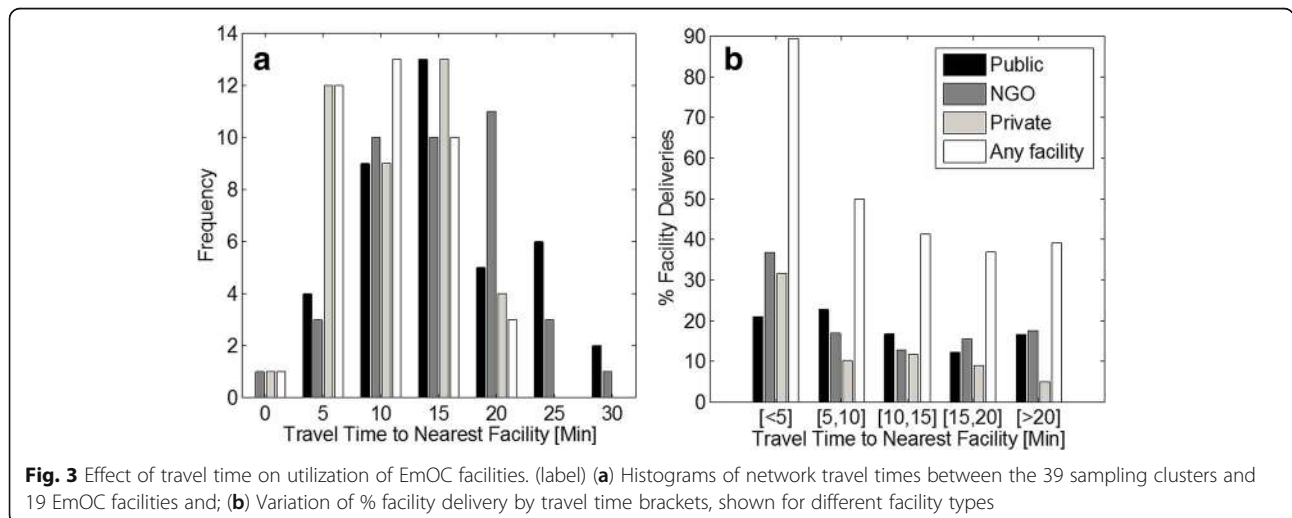 a
Frequency
14
12
10
8
6
4
2
0
0 5 10 15 20 25 30
Travel Time to Nearest Facility [Min]
b
% Facility Deliveries
90
80
70
60
50
40
30
20
10
0
Public
NGO
Private
Any facility
[<5] [5,10] [10,15] [15,20] [>20]
Travel Time to Nearest Facility [Min]
Fig. 3 Effect of travel time on utilization of EmOC facilities. (label) (a) Histograms of network travel times between the 39 sampling clusters and
19 EmOC facilities and; (b) Variation of % facility delivery by travel time brackets, shown for different facility types